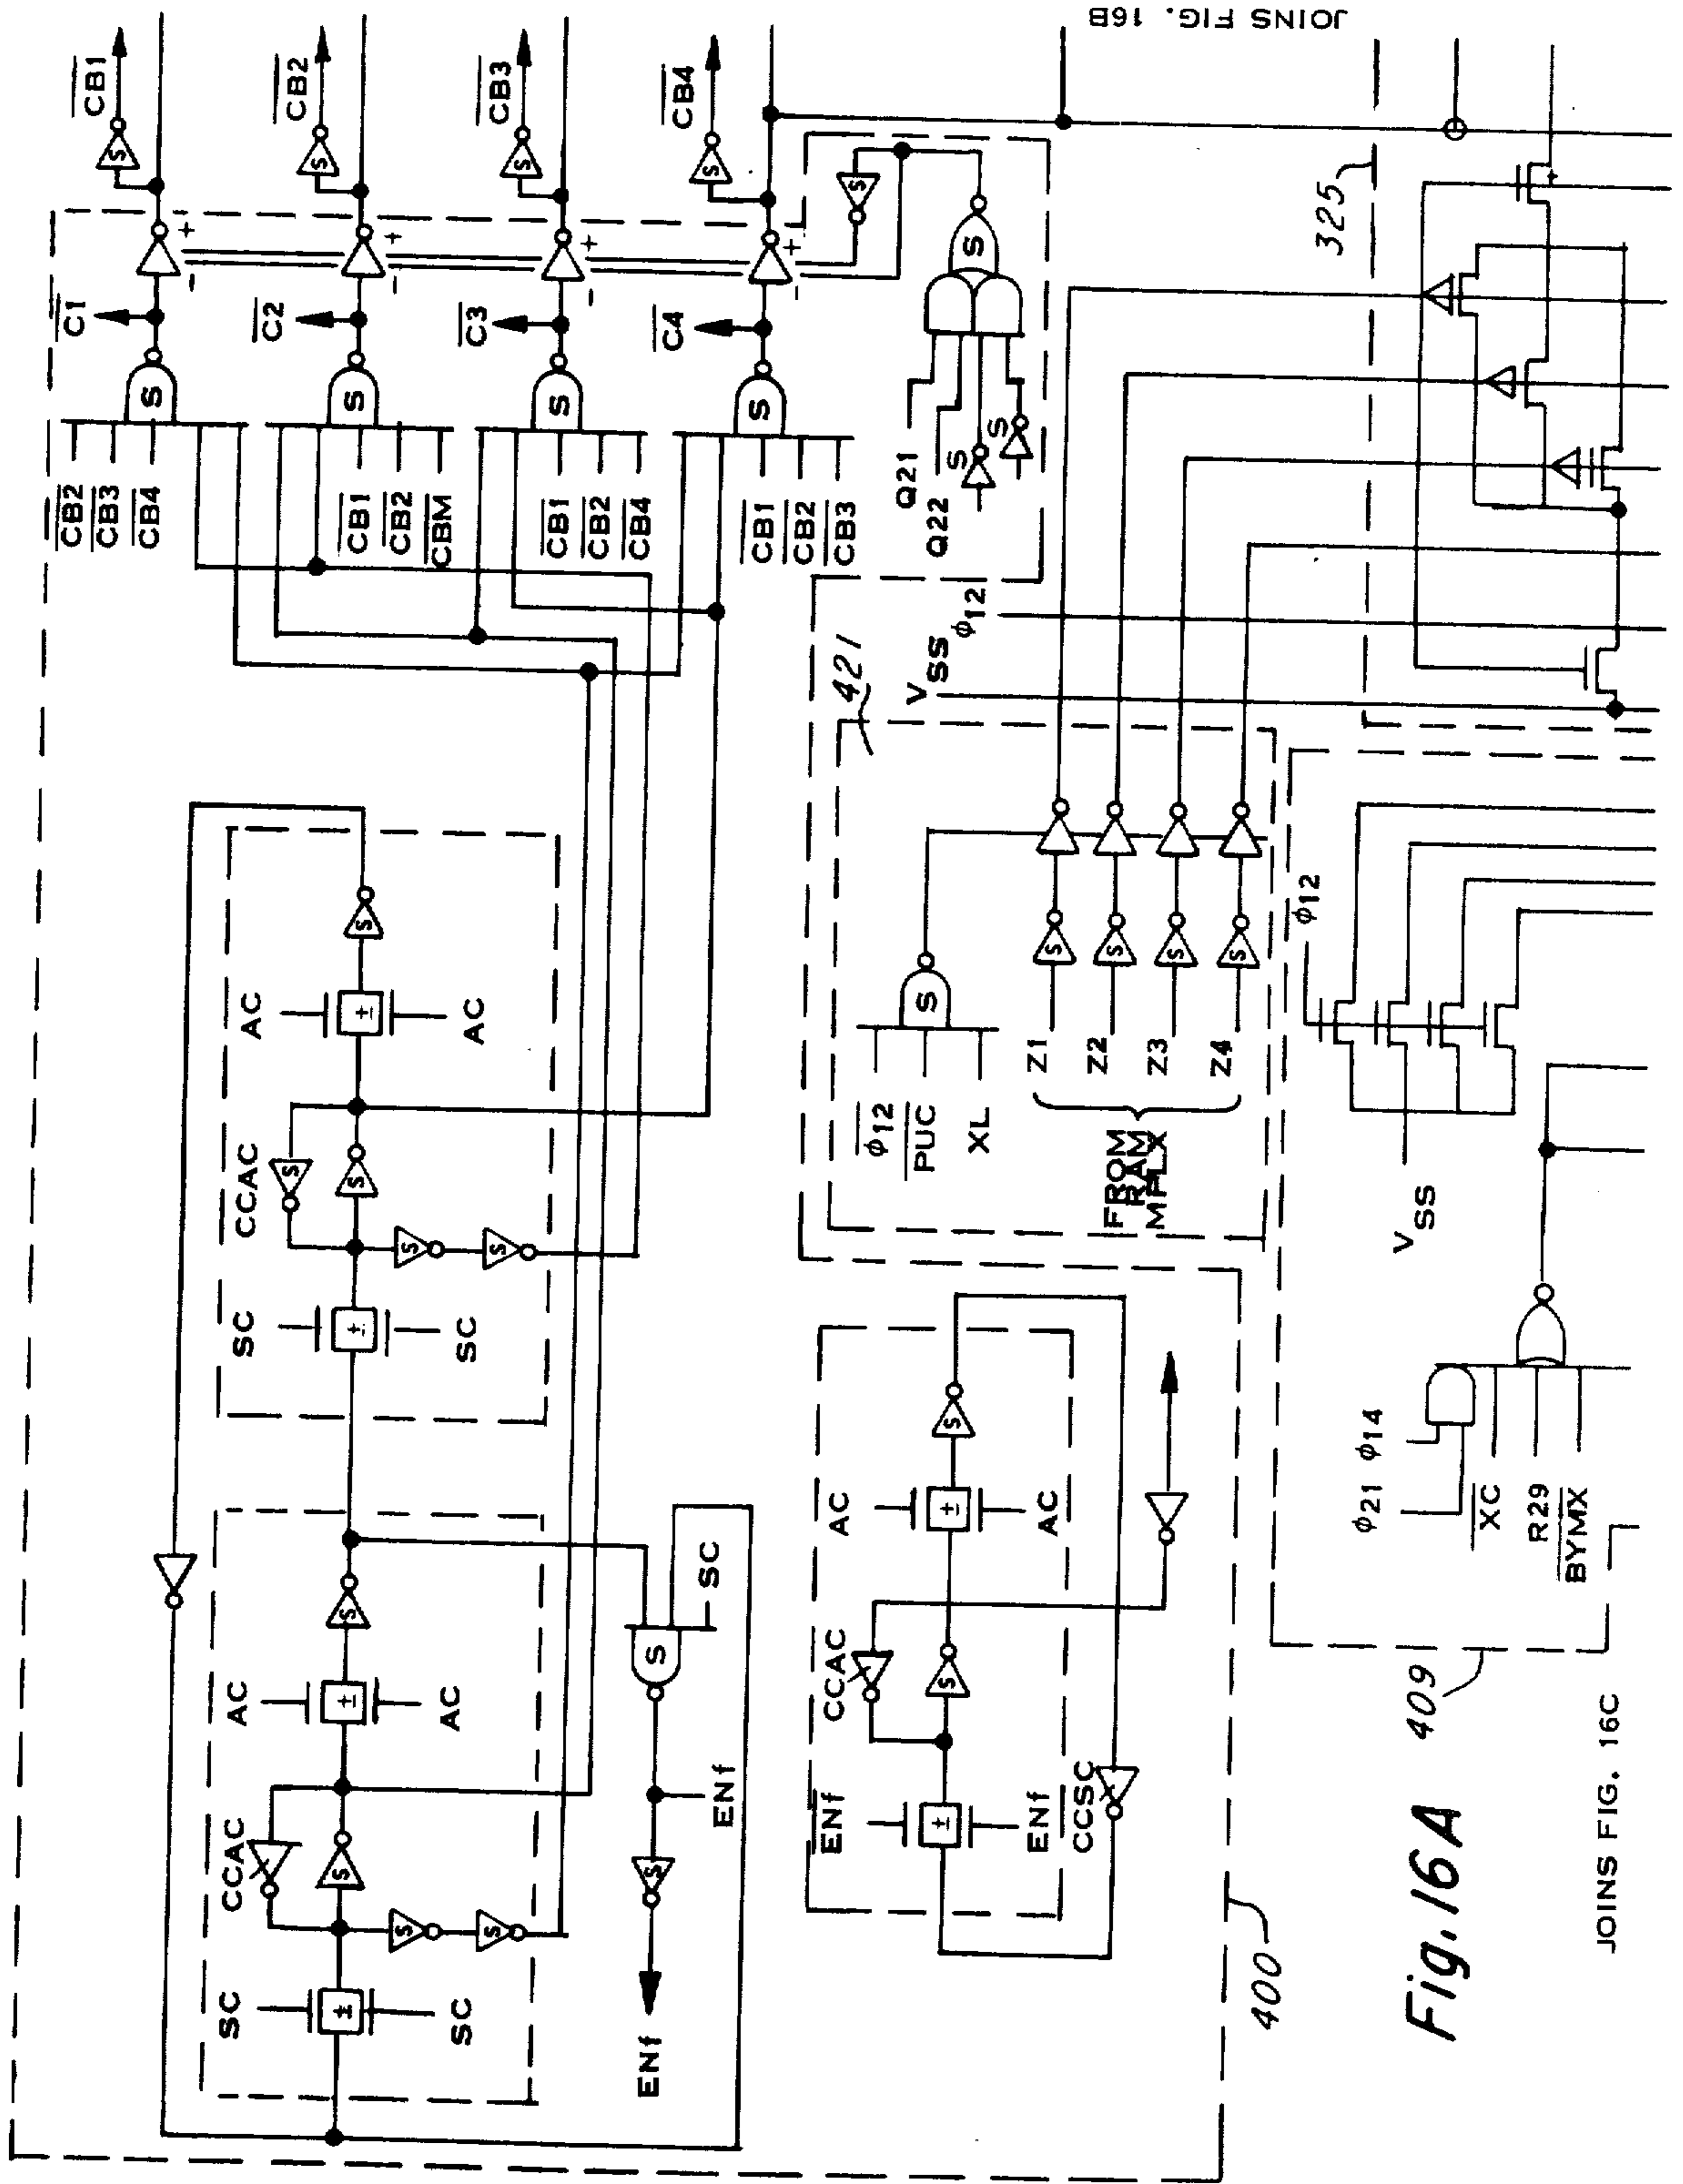 JOINS FIG. 16B
CB1
CB2
CB3
CB4
C1
C2
C3
C4
+
-
+
-
+
-
+
-
S
S
S
S
S
S
S
S
CB2
CB3
CB4
CB1
CB2
CBM
CB1
CB2
CB4
CB1
CB2
CB3
S
S
S
S
Q21
Q22
325
SC
SC
±
CCAC
S
S
S
S
AC
AC
±
S
SC
SC
±
CCAC
S
S
S
S
AC
AC
±
S
S
SC
ENf
S
ENf
ENf
ENf
±
CCAC
S
AC
AC
±
S
CCSC
400
421
VSS
ϕ12
ϕ12
PUC
XL
S
Z1
Z2
Z3
Z4
S
S
S
S
FROM
RAM
MPLX
ϕ12
VSS
ϕ21
ϕ14
XC
R29
BYMX
409
Fig.16A
JOINS FIG. 16C